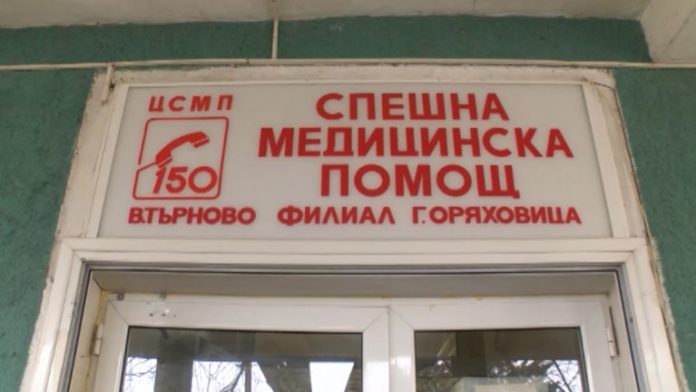 ЦСМП
150
СПЕШНА
МЕДИЦИНСКА
ПОМОЩ
В.ТЪРНОВО ФИЛИАЛ Г. ОРЯХОВИЦА